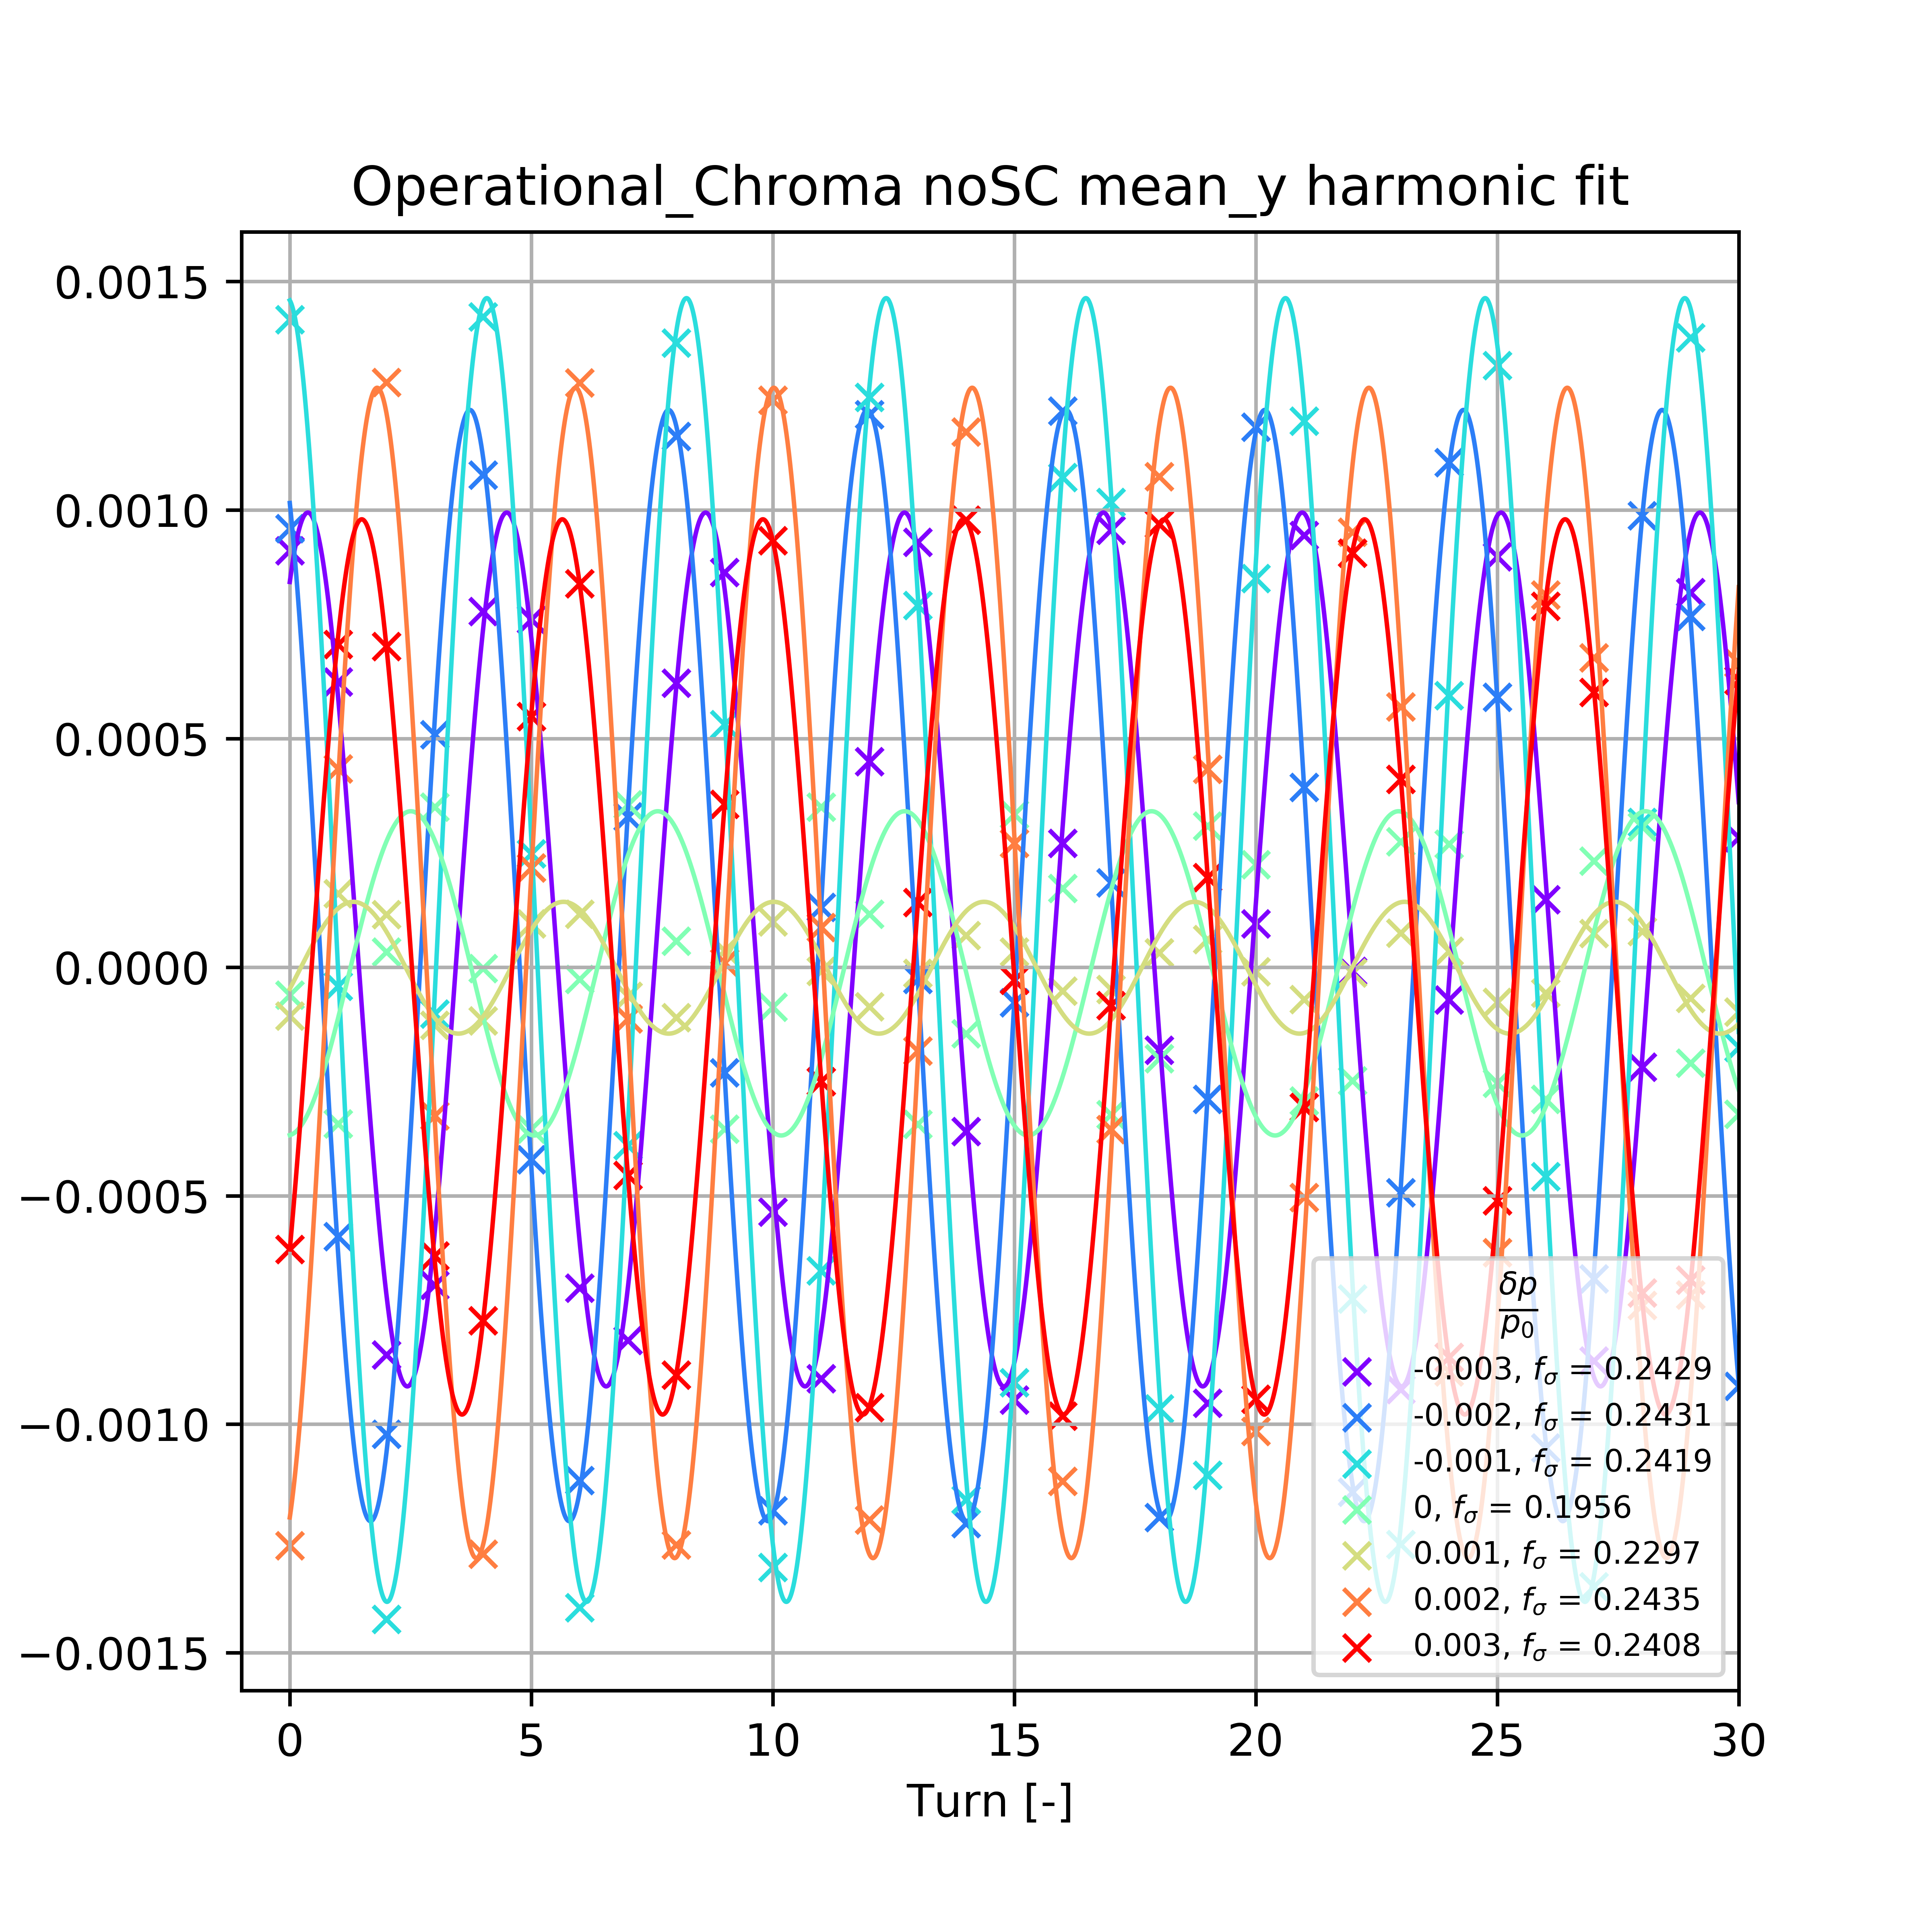 Operational_Chroma noSC mean_y harmonic fit
0.0015
0.0010
0.0005
0.0000
−0.0005
−0.0010
−0.0015
δp
p₀
-0.003, fσ = 0.2429
-0.002, fσ = 0.2431
-0.001, fσ = 0.2419
0, fσ = 0.1956
0.001, fσ = 0.2297
0.002, fσ = 0.2435
0.003, fσ = 0.2408
0 5 10 15 20 25 30
Turn [-]